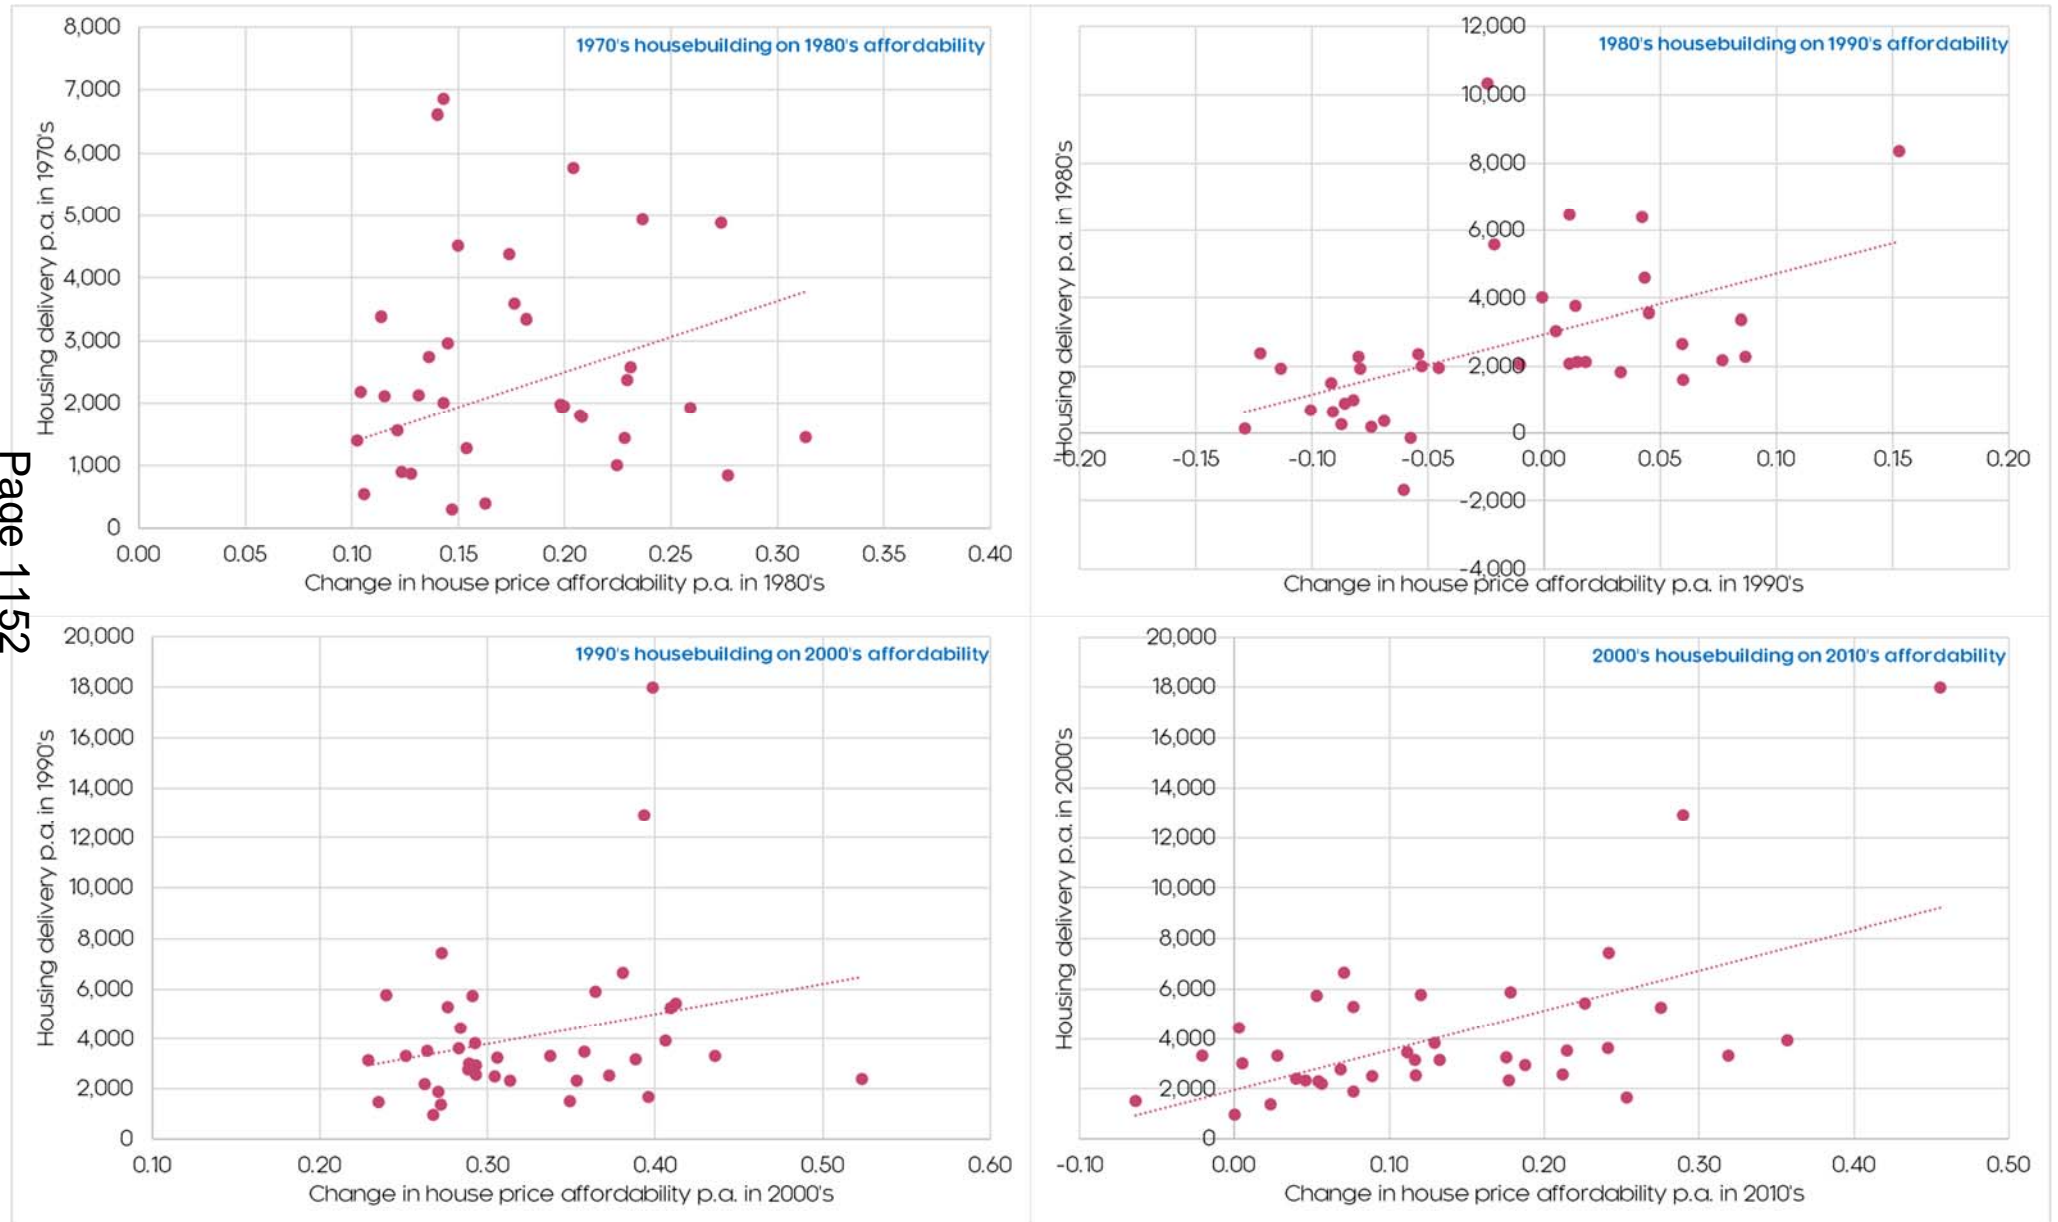 1970's housebuilding on 1980's affordability
8,000
7,000
6,000
5,000
4,000
3,000
2,000
1,000
0
Housing delivery p.a. in 1970's
0.00 0.05 0.10 0.15 0.20 0.25 0.30 0.35 0.40
Change in house price affordability p.a. in 1980's
1980's housebuilding on 1990's affordability
12,000
10,000
8,000
6,000
4,000
2,000
0
-2,000
-4,000
Housing delivery p.a. in 1980's
-0.20 -0.15 -0.10 -0.05 0.00 0.05 0.10 0.15 0.20
Change in house price affordability p.a. in 1990's
Page 1152
1990's housebuilding on 2000's affordability
20,000
18,000
16,000
14,000
12,000
10,000
8,000
6,000
4,000
2,000
0
Housing delivery p.a. in 1990's
0.10 0.20 0.30 0.40 0.50 0.60
Change in house price affordability p.a. in 2000's
2000's housebuilding on 2010's affordability
20,000
18,000
16,000
14,000
12,000
10,000
8,000
6,000
4,000
2,000
0
Housing delivery p.a. in 2000's
-0.10 0.00 0.10 0.20 0.30 0.40 0.50
Change in house price affordability p.a. in 2010's